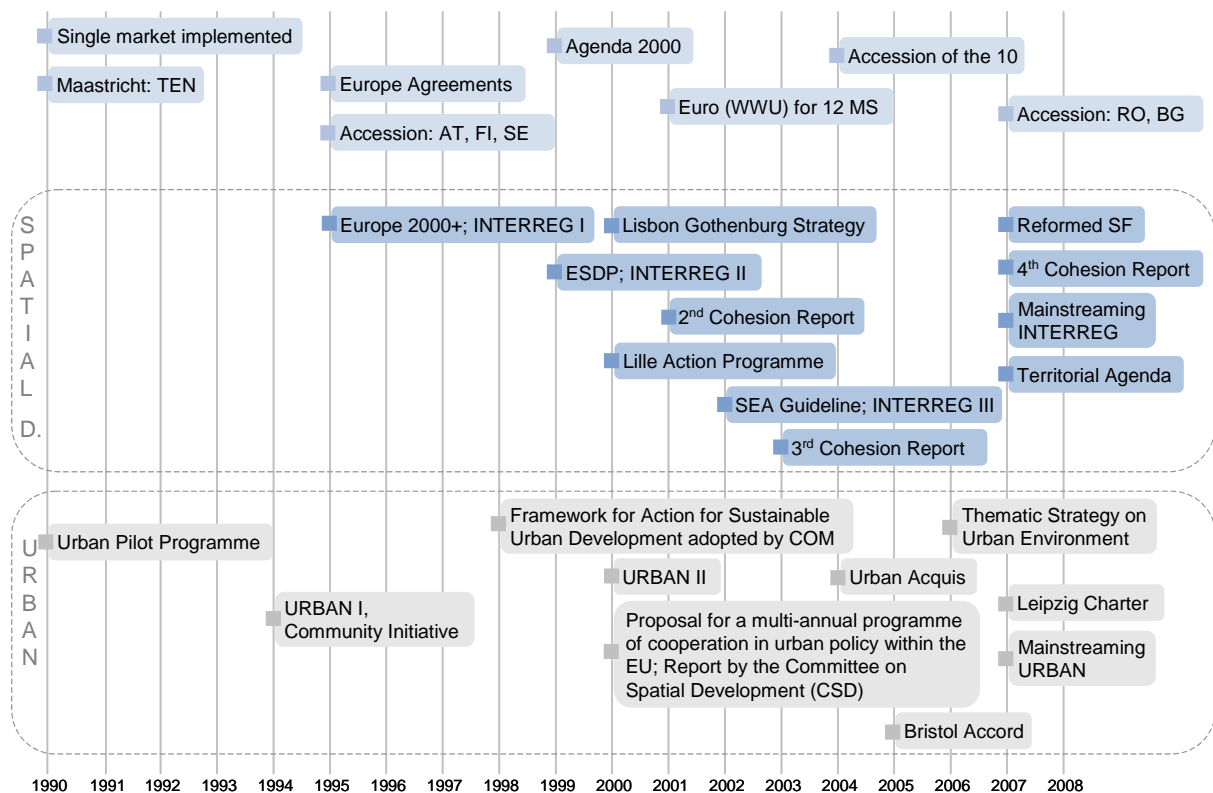 Single market implemented
Maastricht: TEN
Europe Agreements
Accession: AT, FI, SE
Agenda 2000
Euro (WWU) for 12 MS
Accession of the 10
Accession: RO, BG
SPATIAL D.
Europe 2000+; INTERREG I
Lisbon Gothenburg Strategy
ESDP; INTERREG II
2nd Cohesion Report
Lille Action Programme
SEA Guideline; INTERREG III
3rd Cohesion Report
Reformed SF
4th Cohesion Report
Mainstreaming
INTERREG
Territorial Agenda
URBAN
Urban Pilot Programme
URBAN I,
Community Initiative
Framework for Action for Sustainable
Urban Development adopted by COM
URBAN II
Proposal for a multi-annual programme
of cooperation in urban policy within the
EU; Report by the Committee on
Spatial Development (CSD)
Urban Acquis
Bristol Accord
Thematic Strategy on
Urban Environment
Leipzig Charter
Mainstreaming
URBAN
1990 1991 1992 1993 1994 1995 1996 1997 1998 1999 2000 2001 2002 2003 2004 2005 2006 2007 2008